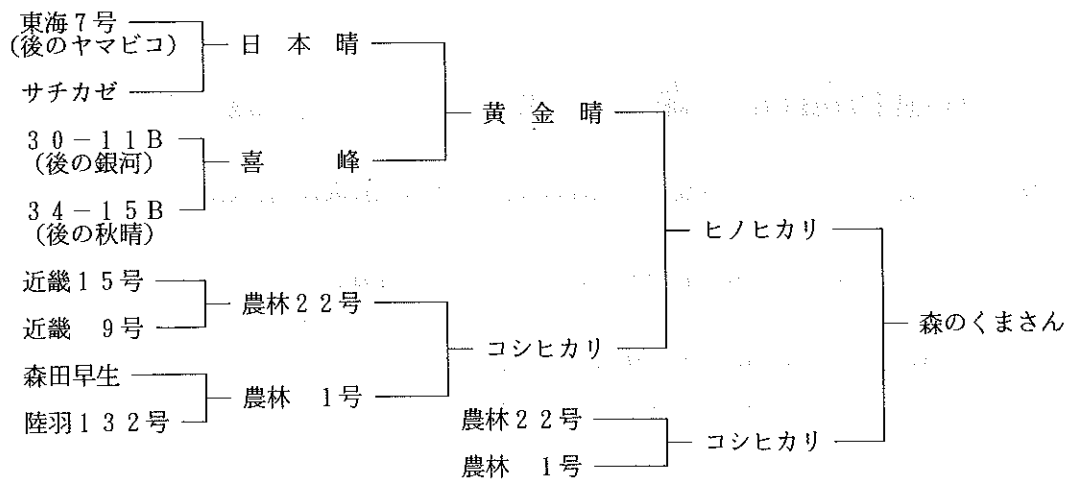 東海7号
(後のヤマビコ)
日本晴
サチカゼ
黄金晴
30-11B
(後の銀河)
喜峰
34-15B
(後の秋晴)
ヒノヒカリ
近畿15号
農林22号
近畿 9号
森のくまさん
コシヒカリ
森田早生
農林 1号
陸羽132号
農林22号
コシヒカリ
農林 1号